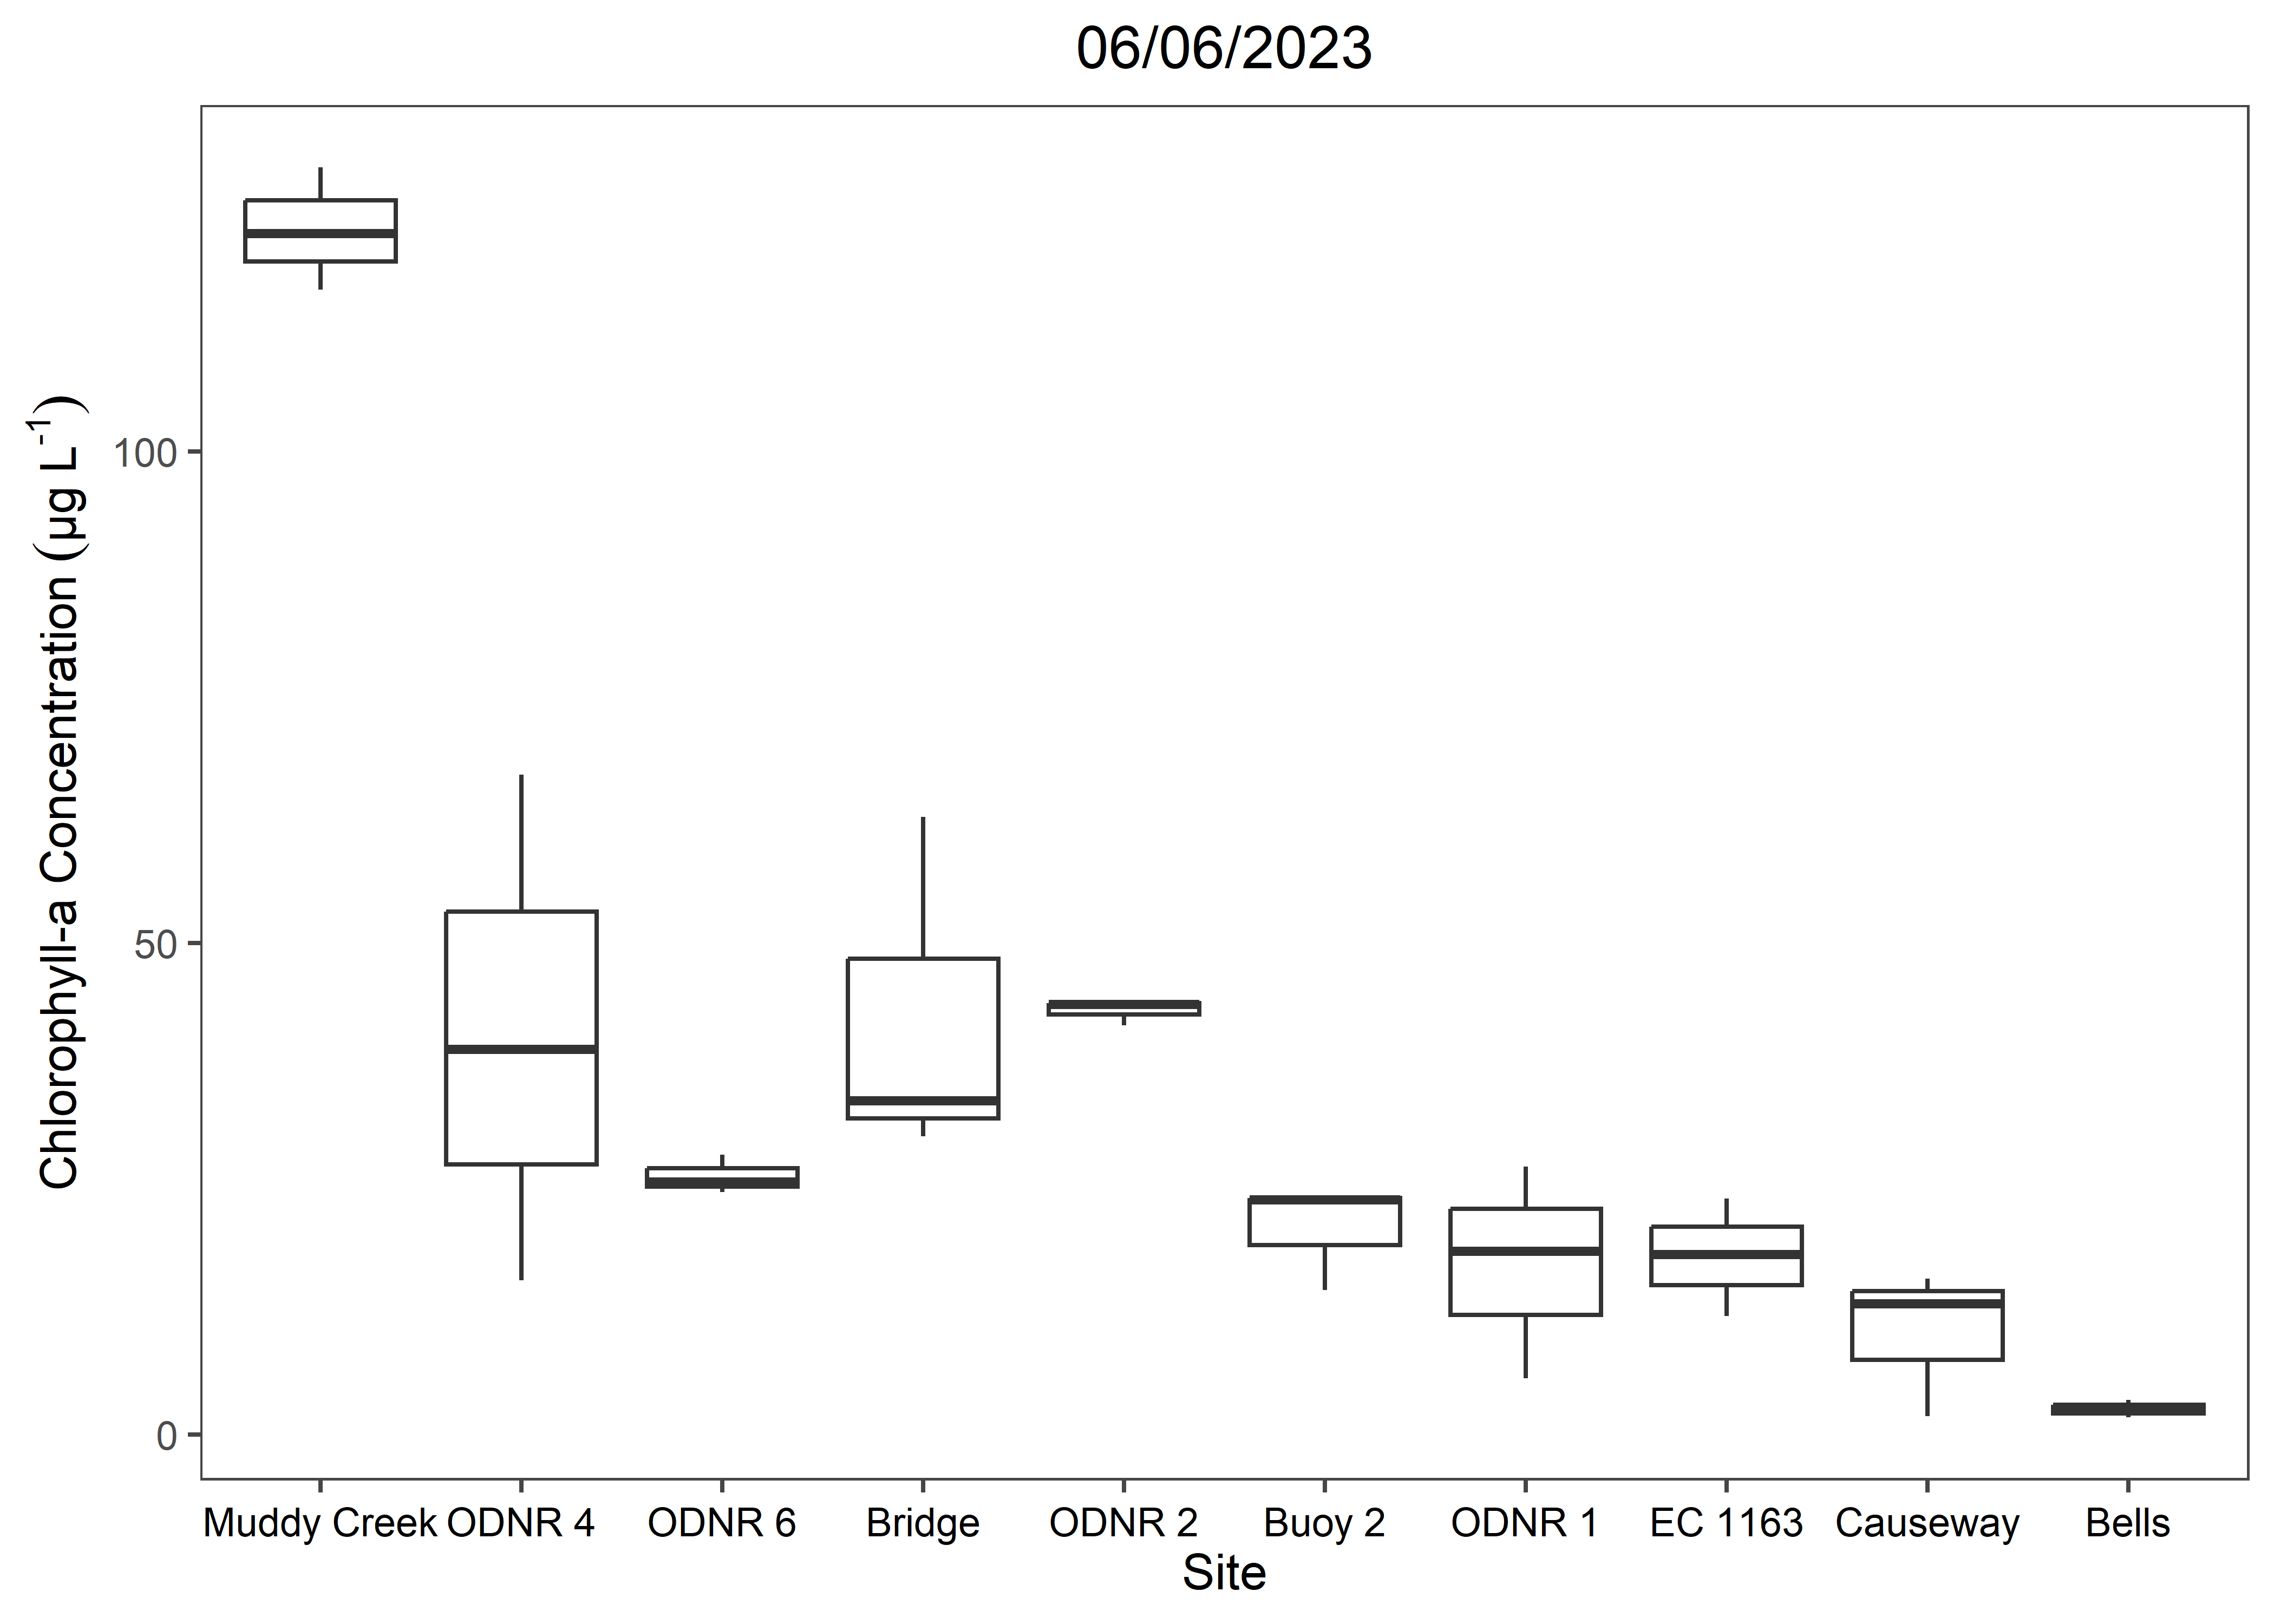 06/06/2023
Chlorophyll-a Concentration (µg L⁻¹)
100
50
0
Muddy Creek ODNR 4 ODNR 6 Bridge ODNR 2 Buoy 2 ODNR 1 EC 1163 Causeway Bells
Site